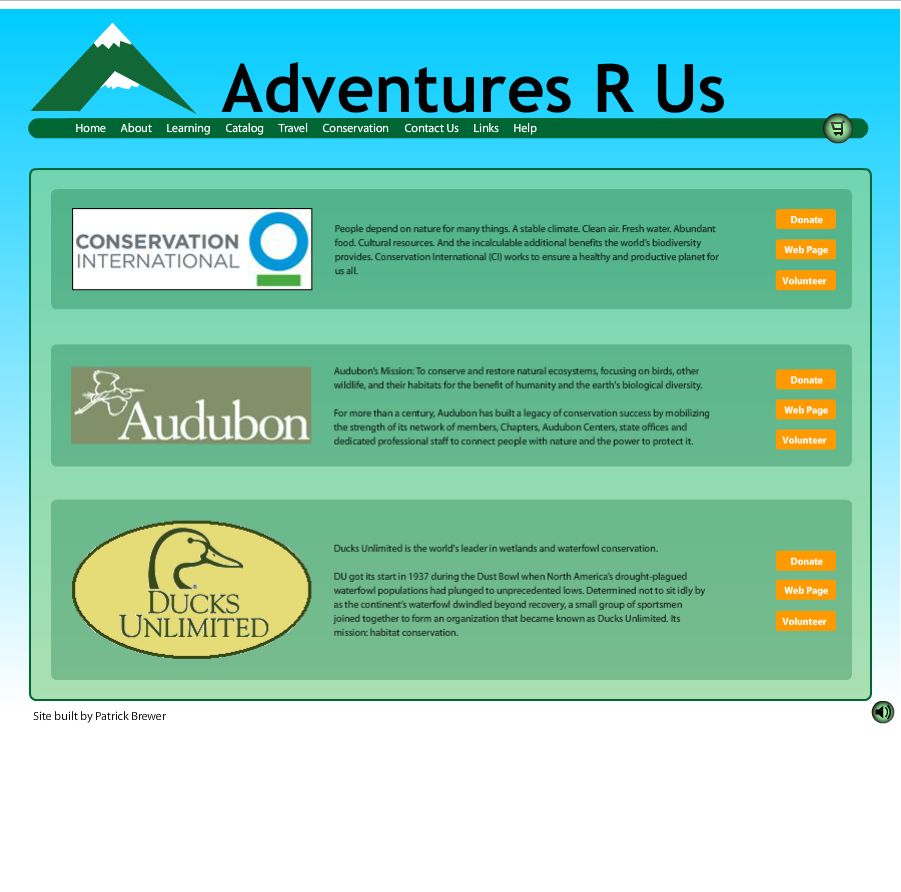 Adventures R Us
Home About Learning Catalog Travel Conservation Contact Us Links Help
CONSERVATION
INTERNATIONAL
People depend on nature for many things. A stable climate. Clean air. Fresh water. Abundant
food. Cultural resources. And the incalculable additional benefits the world's biodiversity
provides. Conservation International (CI) works to ensure a healthy and productive planet for
us all.
Donate
Web Page
Volunteer
Audubon
Audubon's Mission: To conserve and restore natural ecosystems, focusing on birds, other
wildlife, and their habitats for the benefit of humanity and the earth's biological diversity.
For more than a century, Audubon has built a legacy of conservation success by mobilizing
the strength of its network of members, Chapters, Audubon Centers, state offices and
dedicated professional staff to connect people with nature and the power to protect it.
Donate
Web Page
Volunteer
DUCKS
UNLIMITED
Ducks Unlimited is the world's leader in wetlands and waterfowl conservation.
DU got its start in 1937 during the Dust Bowl when North America's drought-plagued
waterfowl populations had plunged to unprecedented lows. Determined not to sit idly by
as the continent's waterfowl dwindled beyond recovery, a small group of sportsmen
joined together to form an organization that became known as Ducks Unlimited. Its
mission: habitat conservation.
Donate
Web Page
Volunteer
Site built by Patrick Brewer